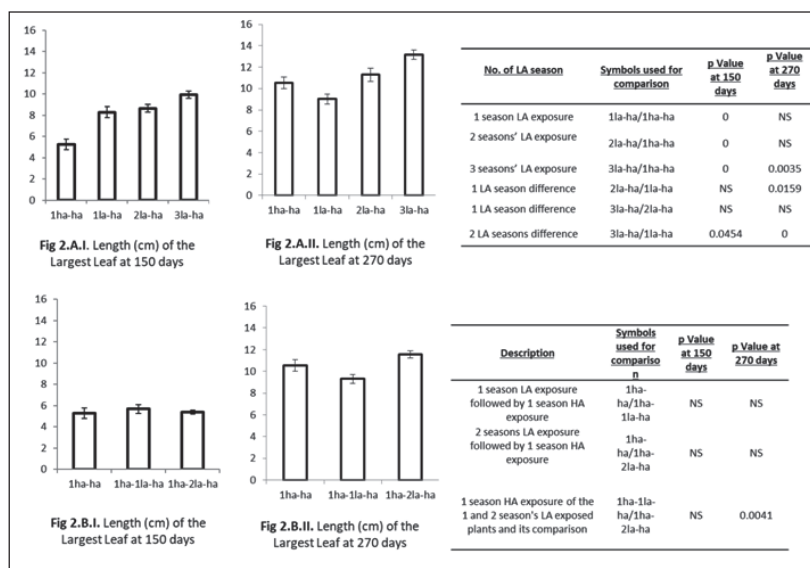 16
14
12
10
8
6
4
2
0
1ha-ha 1la-ha 2la-ha 3la-ha
Fig 2.A.I. Length (cm) of the
Largest Leaf at 150 days
16
14
12
10
8
6
4
2
0
1ha-ha 1la-ha 2la-ha 3la-ha
Fig 2.A.II. Length (cm) of the
Largest Leaf at 270 days
No. of LA season Symbols used for comparison p Value at 150 days p Value at 270 days
1 season LA exposure 1la-ha/1ha-ha 0 NS
2 seasons' LA exposure 2la-ha/1ha-ha 0 NS
3 seasons' LA exposure 3la-ha/1ha-ha 0 0.0035
1 LA season difference 2la-ha/1la-ha NS 0.0159
1 LA season difference 3la-ha/2la-ha NS NS
2 LA seasons difference 3la-ha/1la-ha 0.0454 0
16
14
12
10
8
6
4
2
0
1ha-ha 1ha-1la-ha 1ha-2la-ha
Fig 2.B.I. Length (cm) of the
Largest Leaf at 150 days
16
14
12
10
8
6
4
2
0
1ha-ha 1ha-1la-ha 1ha-2la-ha
Fig 2.B.II. Length (cm) of the
Largest Leaf at 270 days
Description Symbols used for compariso n p Value at 150 days p Value at 270 days
1 season LA exposure
followed by 1 season HA
exposure
1ha-
ha/1ha-
1la-ha
NS NS
2 seasons LA exposure
followed by 1 season HA
exposure
1ha-
ha/1ha-
2la-ha
NS NS
1 season HA exposure of the
1 and 2 season's LA exposed
plants and its comparison
1ha-1la-
ha/1ha-
2la-ha
NS 0.0041